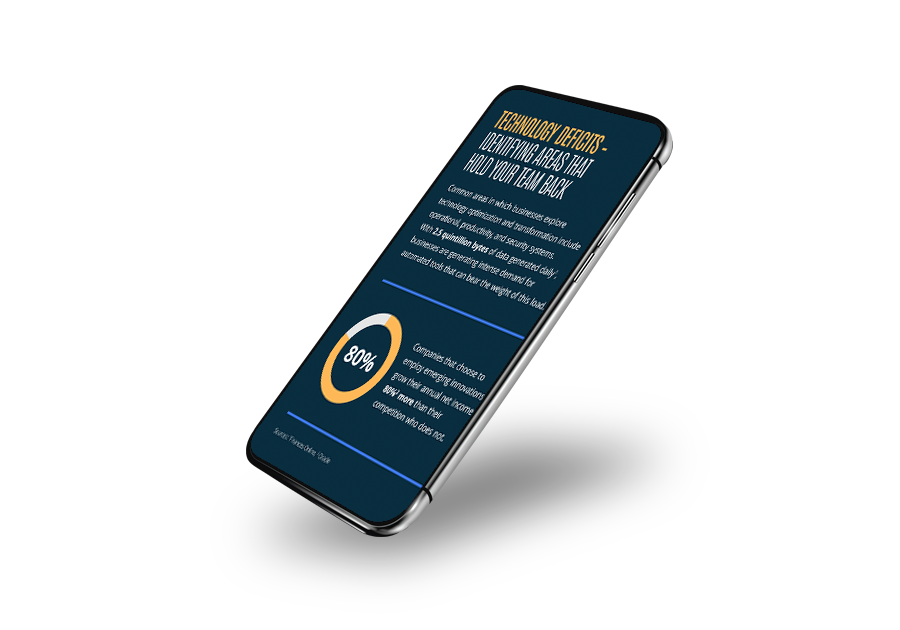 TECHNOLOGY DEFICITS –
IDENTIFYING AREAS THAT
HOLD YOUR TEAM BACK
Common areas in which businesses explore
technology optimization and transformation include
operational, productivity, and security systems.
With 2.5 quintillion bytes of data generated daily¹,
businesses are generating intense demand for
automated tools that can bear the weight of this load.
80%
Companies that choose to
employ emerging innovations
grow their annual net income
80%² more than their
competition who does not.
Sources: ¹Finances Online, ²Oracle